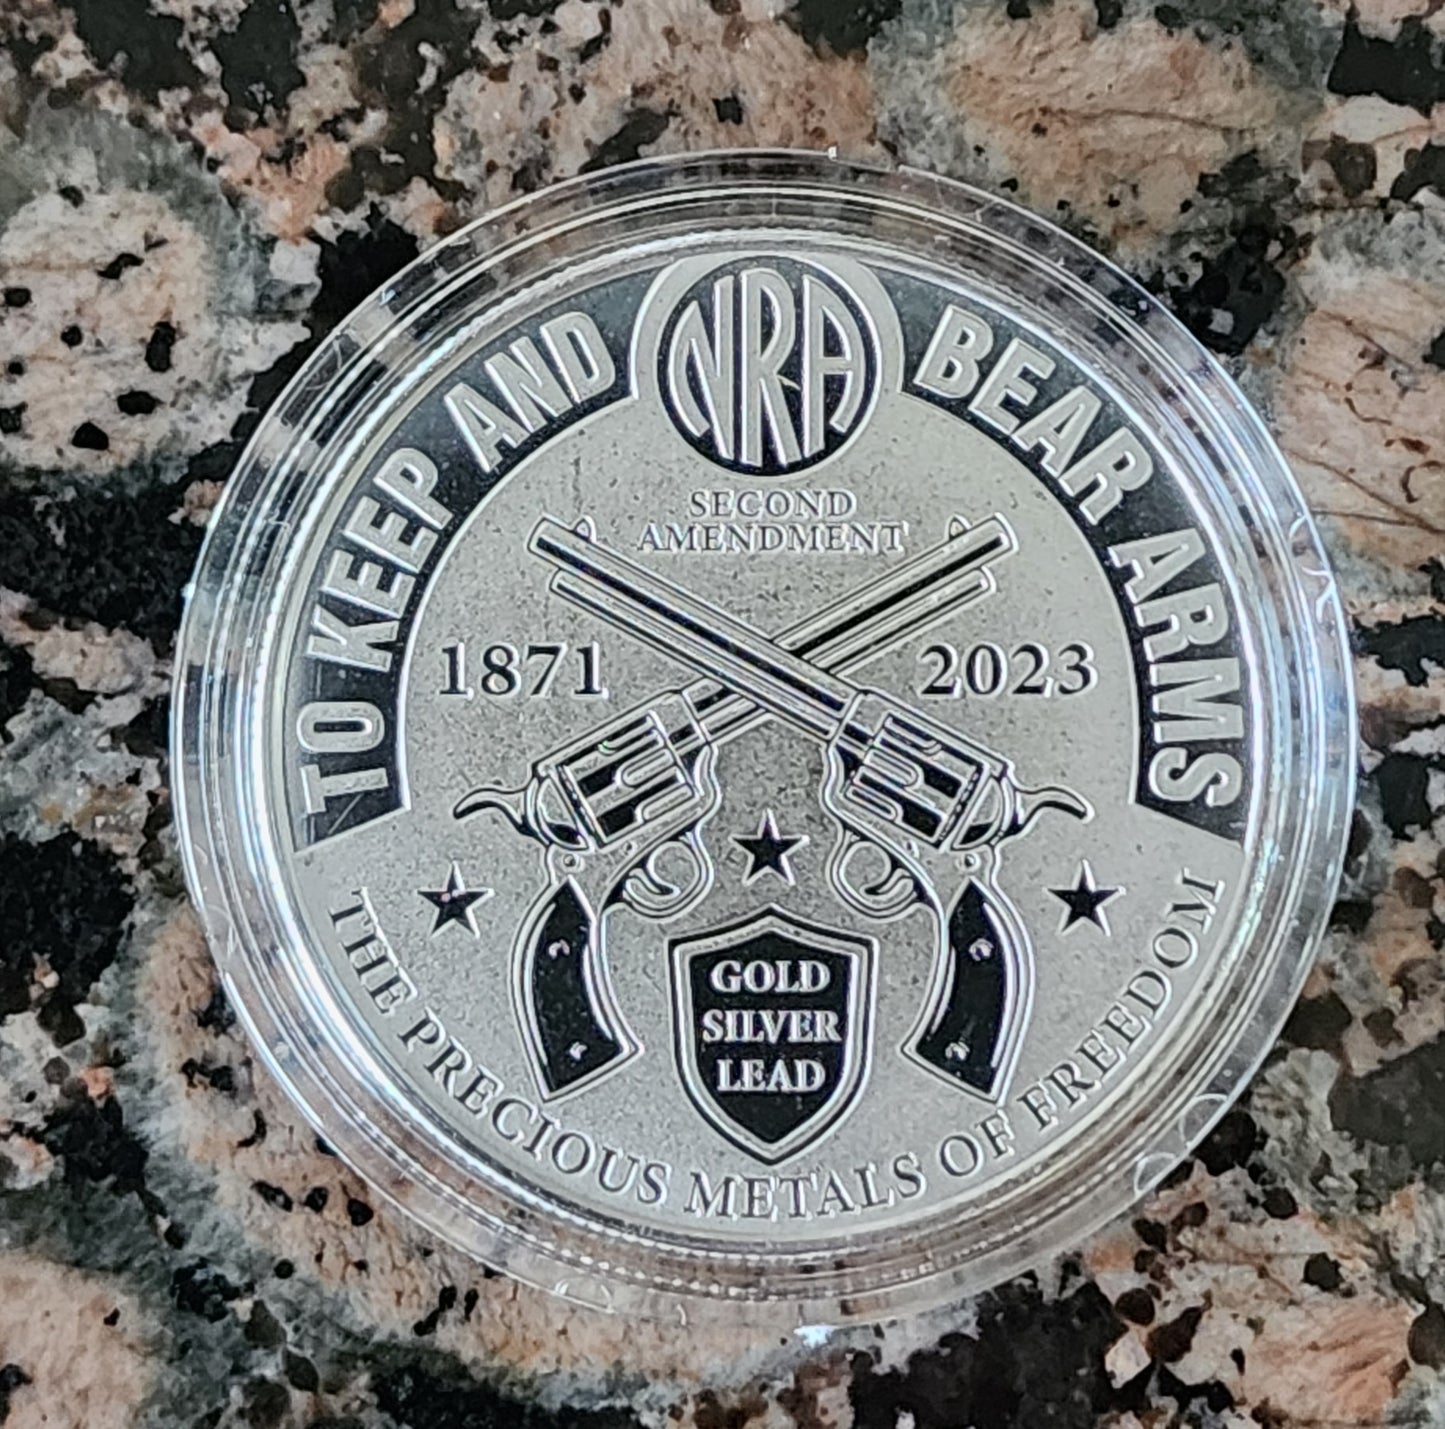 TO KEEP AND BEAR ARMS
NRA
SECOND
AMENDMENT
1871 2023
GOLD
SILVER
LEAD
THE PRECIOUS METALS OF FREEDOM